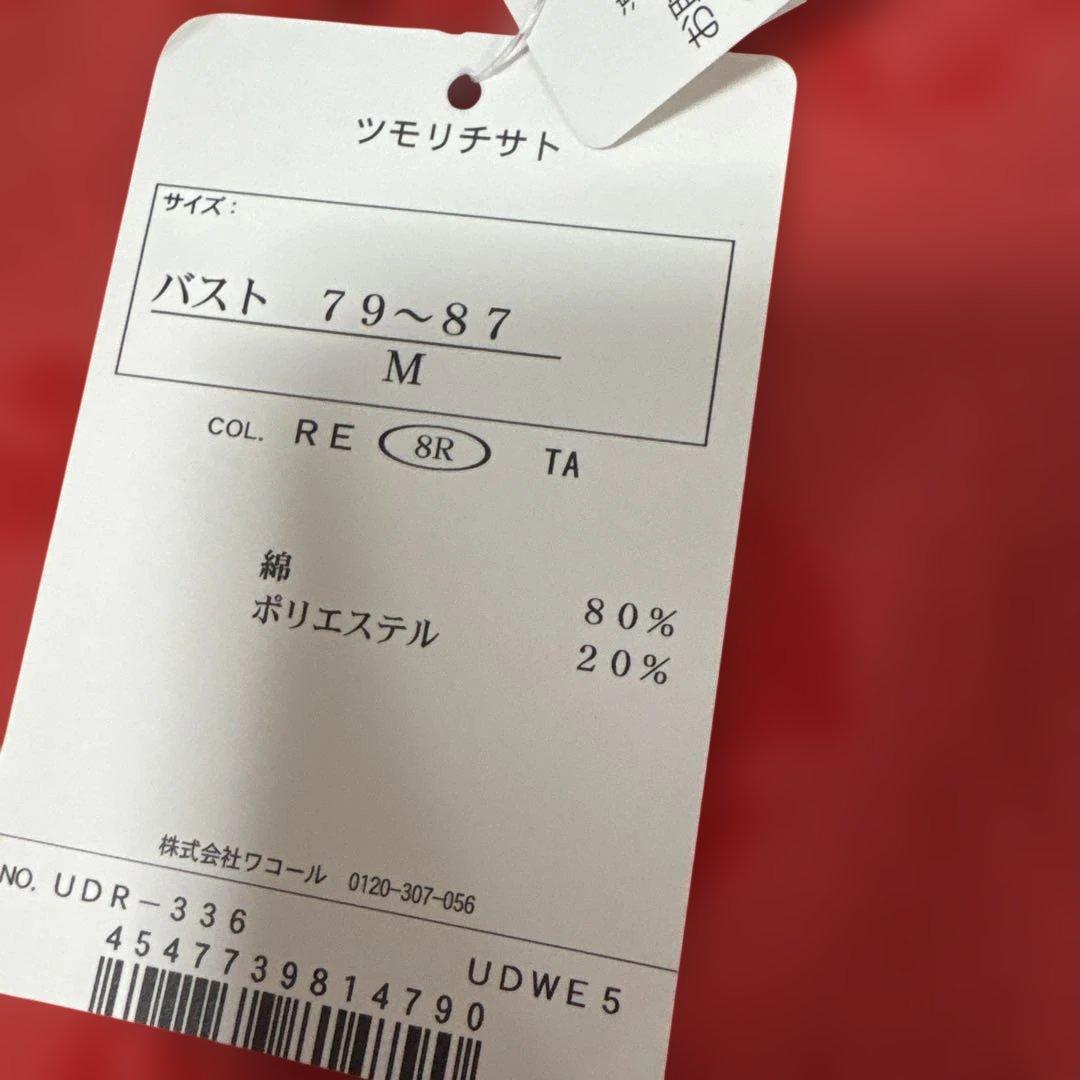 お
ツモリチサト
サイズ:
バスト 79~87
M
COL. RE 8R TA
綿 80%
ポリエステル 20%
株式会社ワコール 0120-307-056
NO. UDR-336
4547739814790
UDWE5